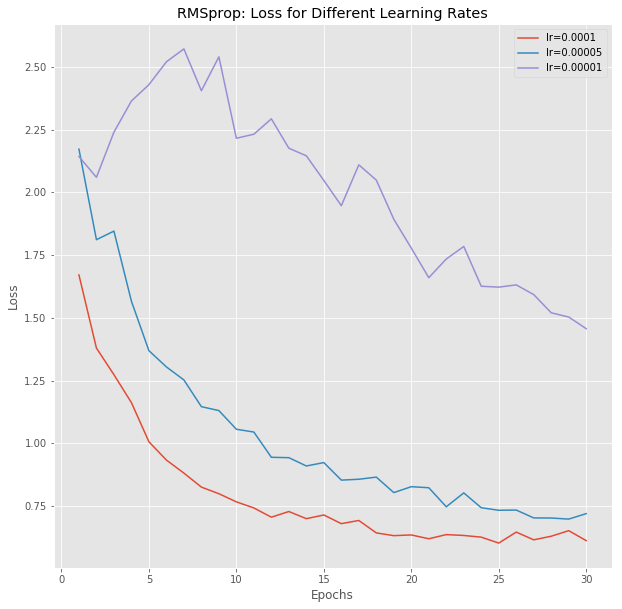 RMSprop: Loss for Different Learning Rates
lr=0.0001
lr=0.00005
lr=0.00001
2.50
2.25
2.00
1.75
1.50
1.25
1.00
0.75
Loss
0
5
10
15
20
25
30
Epochs